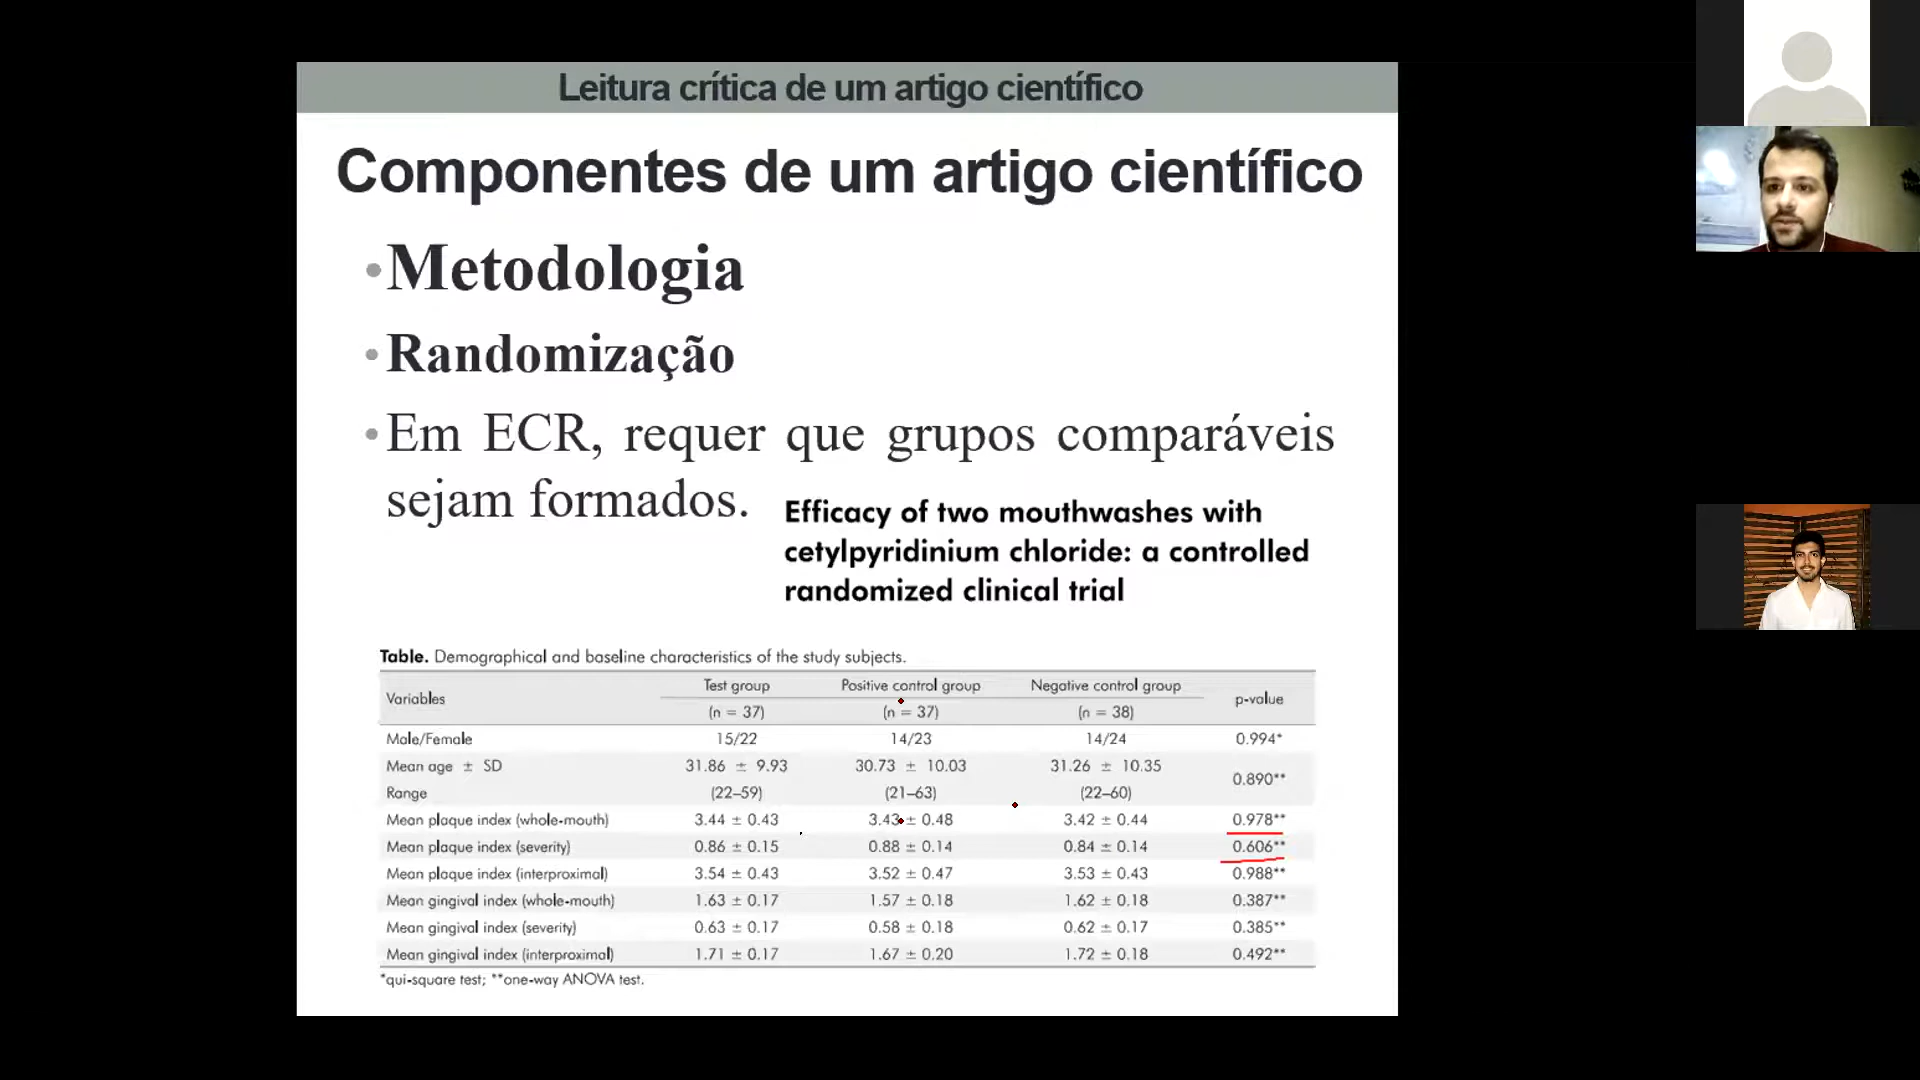 Leitura crítica de um artigo científico
Componentes de um artigo científico
•Metodologia
•Randomização
•Em ECR, requer que grupos comparáveis
sejam formados.
Efficacy of two mouthwashes with
cetylpyridinium chloride: a controlled
randomized clinical trial
Table. Demographical and baseline characteristics of the study subjects.
Variables Test group Positive control group Negative control group p-value
(n = 37) (n = 37) (n = 38)
Male/Female 15/22 14/23 14/24 0.994*
Mean age ± SD 31.86 ± 9.93 30.73 ± 10.03 31.26 ± 10.35 0.890**
Range (22–59) (21–63) (22–60)
Mean plaque index (whole-mouth) 3.44 ± 0.43 3.43 ± 0.48 3.42 ± 0.44 0.978**
Mean plaque index (severity) 0.86 ± 0.15 0.88 ± 0.14 0.84 ± 0.14 0.606**
Mean plaque index (interproximal) 3.54 ± 0.43 3.52 ± 0.47 3.53 ± 0.43 0.988**
Mean gingival index (whole-mouth) 1.63 ± 0.17 1.57 ± 0.18 1.62 ± 0.18 0.387**
Mean gingival index (severity) 0.63 ± 0.17 0.58 ± 0.18 0.62 ± 0.17 0.385**
Mean gingival index (interproximal) 1.71 ± 0.17 1.67 ± 0.20 1.72 ± 0.18 0.492**
*qui-square test; **one-way ANOVA test.